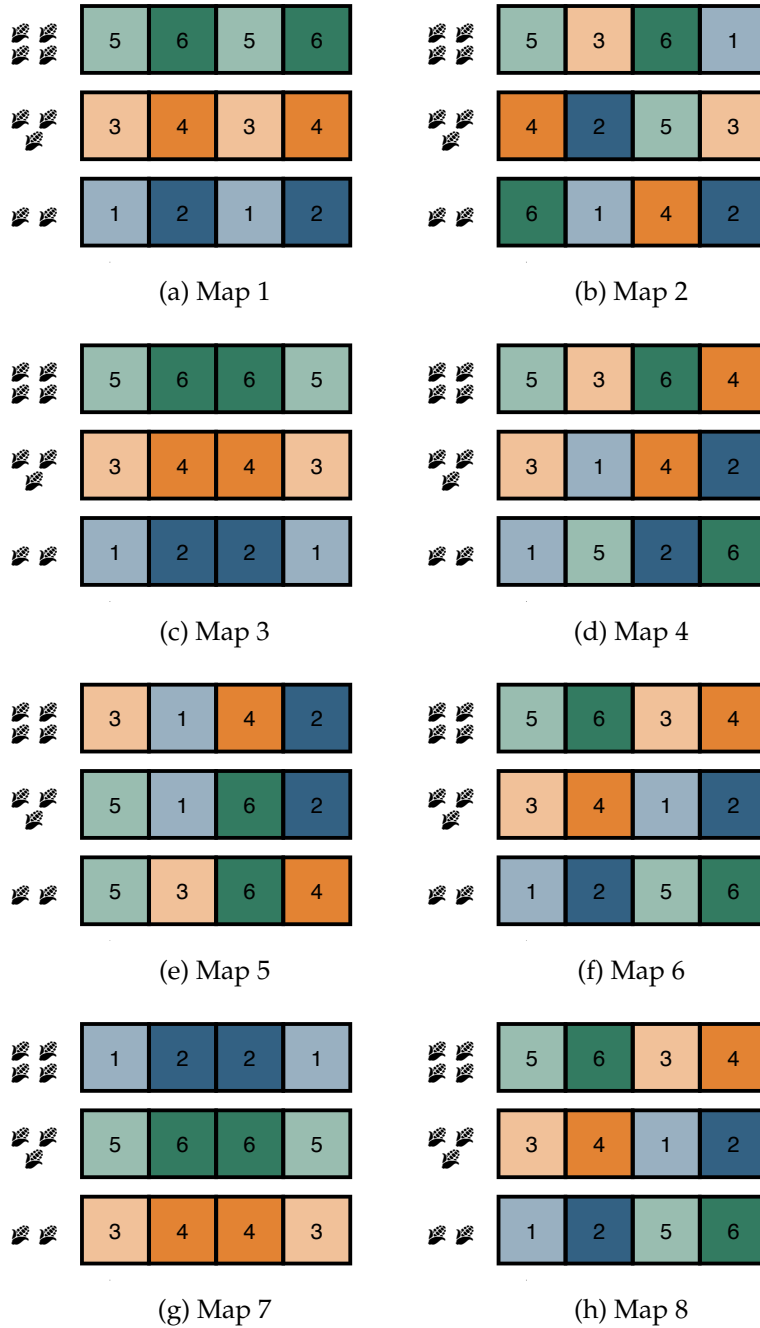 5 6 5 6
3 4 3 4
1 2 1 2
(a) Map 1
5 3 6 1
4 2 5 3
6 1 4 2
(b) Map 2
5 6 6 5
3 4 4 3
1 2 2 1
(c) Map 3
5 3 6 4
3 1 4 2
1 5 2 6
(d) Map 4
3 1 4 2
5 1 6 2
5 3 6 4
(e) Map 5
5 6 3 4
3 4 1 2
1 2 5 6
(f) Map 6
1 2 2 1
5 6 6 5
3 4 4 3
(g) Map 7
5 6 3 4
3 4 1 2
1 2 5 6
(h) Map 8